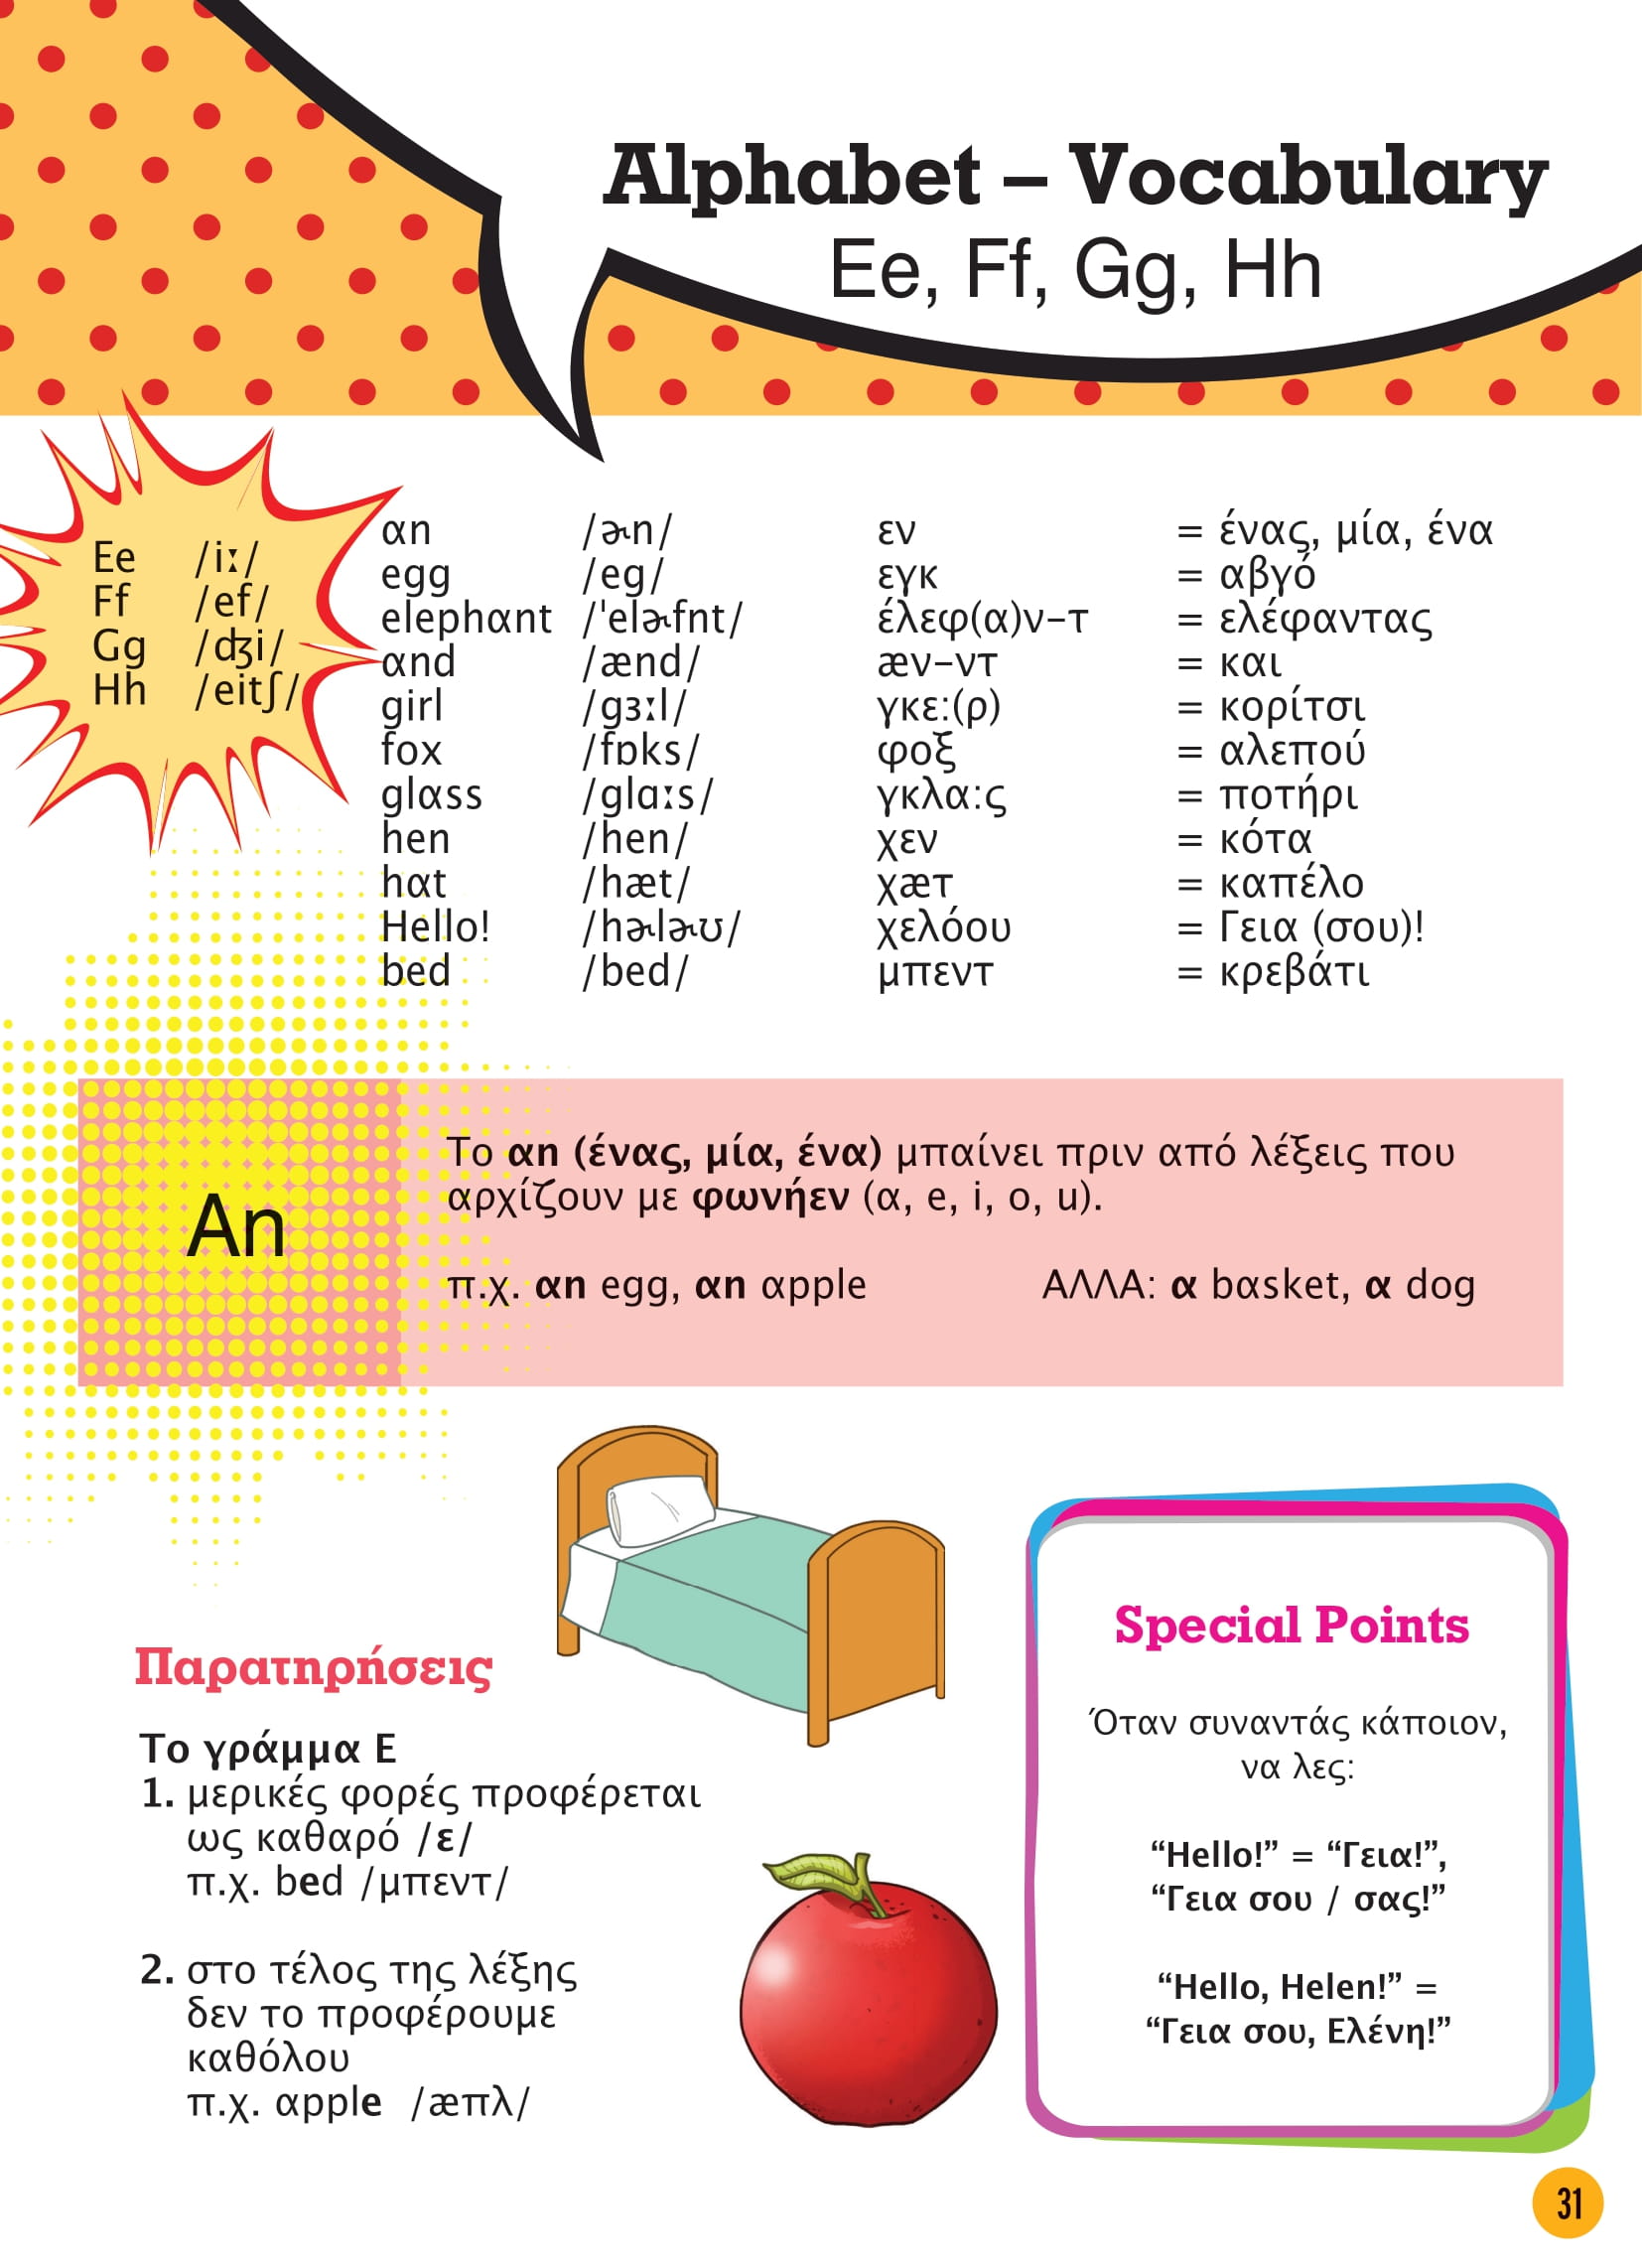 Alphabet – Vocabulary
Ee, Ff, Gg, Hh
Ee /iː/
Ff /ef/
Gg /ʤi/
Hh /eitʃ/
an /ɚn/ εν = ένας, μία, ένα
egg /eg/ εγκ = αβγό
elephant /'elɚfnt/ έλεφ(α)ν–τ = ελέφαντας
and /ænd/ æν–ντ = και
girl /gɜːl/ γκε:(ρ) = κορίτσι
fox /fɒks/ φοξ = αλεπού
glass /glɑːs/ γκλα:ς = ποτήρι
hen /hen/ χεν = κότα
hat /hæt/ χæτ = καπέλο
Hello! /hɚlɚʊ/ χελόου = Γεια (σου)!
bed /bed/ μπεντ = κρεβάτι
An
Το an (ένας, μία, ένα) μπαίνει πριν από λέξεις που
αρχίζουν με φωνήεν (a, e, i, o, u).
π.χ. an egg, an apple ΑΛΛΑ: a basket, a dog
Παρατηρήσεις
Το γράμμα E
1. μερικές φορές προφέρεται
ως καθαρό /ε/
π.χ. bed /μπεντ/
2. στο τέλος της λέξης
δεν το προφέρουμε
καθόλου
π.χ. apple /æπλ/
Special Points
Όταν συναντάς κάποιον,
να λες:
“Hello!” = “Γεια!”,
“Γεια σου / σας!”
“Hello, Helen!” =
“Γεια σου, Ελένη!”
31